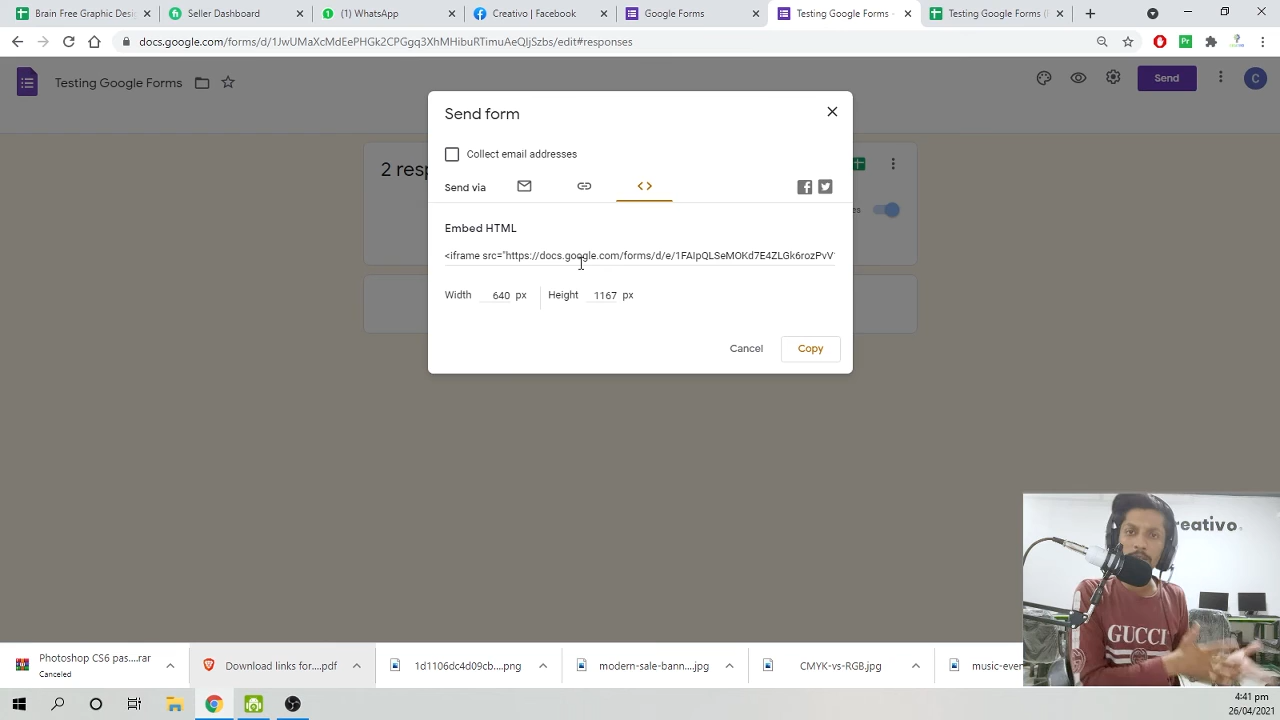 Brain Free Graphic Desi
Seller Dashboard
(1) WhatsApp
Creativo | Facebook
Google Forms
Testing Google Forms -
Testing Google Forms (
docs.google.com/forms/d/1JwUMaXcMdEePHGk2CPGgq3XhMHibuRTimuAeQIjSzbs/edit#responses
Testing Google Forms
Send
C
Send form
Collect email addresses
2 resp
Send via
es
Embed HTML
<iframe src="https://docs.google.com/forms/d/e/1FAIpQLSeMOKd7E4ZLGk6rozPvV
Width 640 px Height 1167 px
Cancel
Copy
reativo
GUCCI
Photoshop CS6 pas....rar
Canceled
Download links for....pdf
1d1106dc4d09cb....png
modern-sale-bann....jpg
CMYK-vs-RGB.jpg
music-even
4:41 pm
26/04/2021